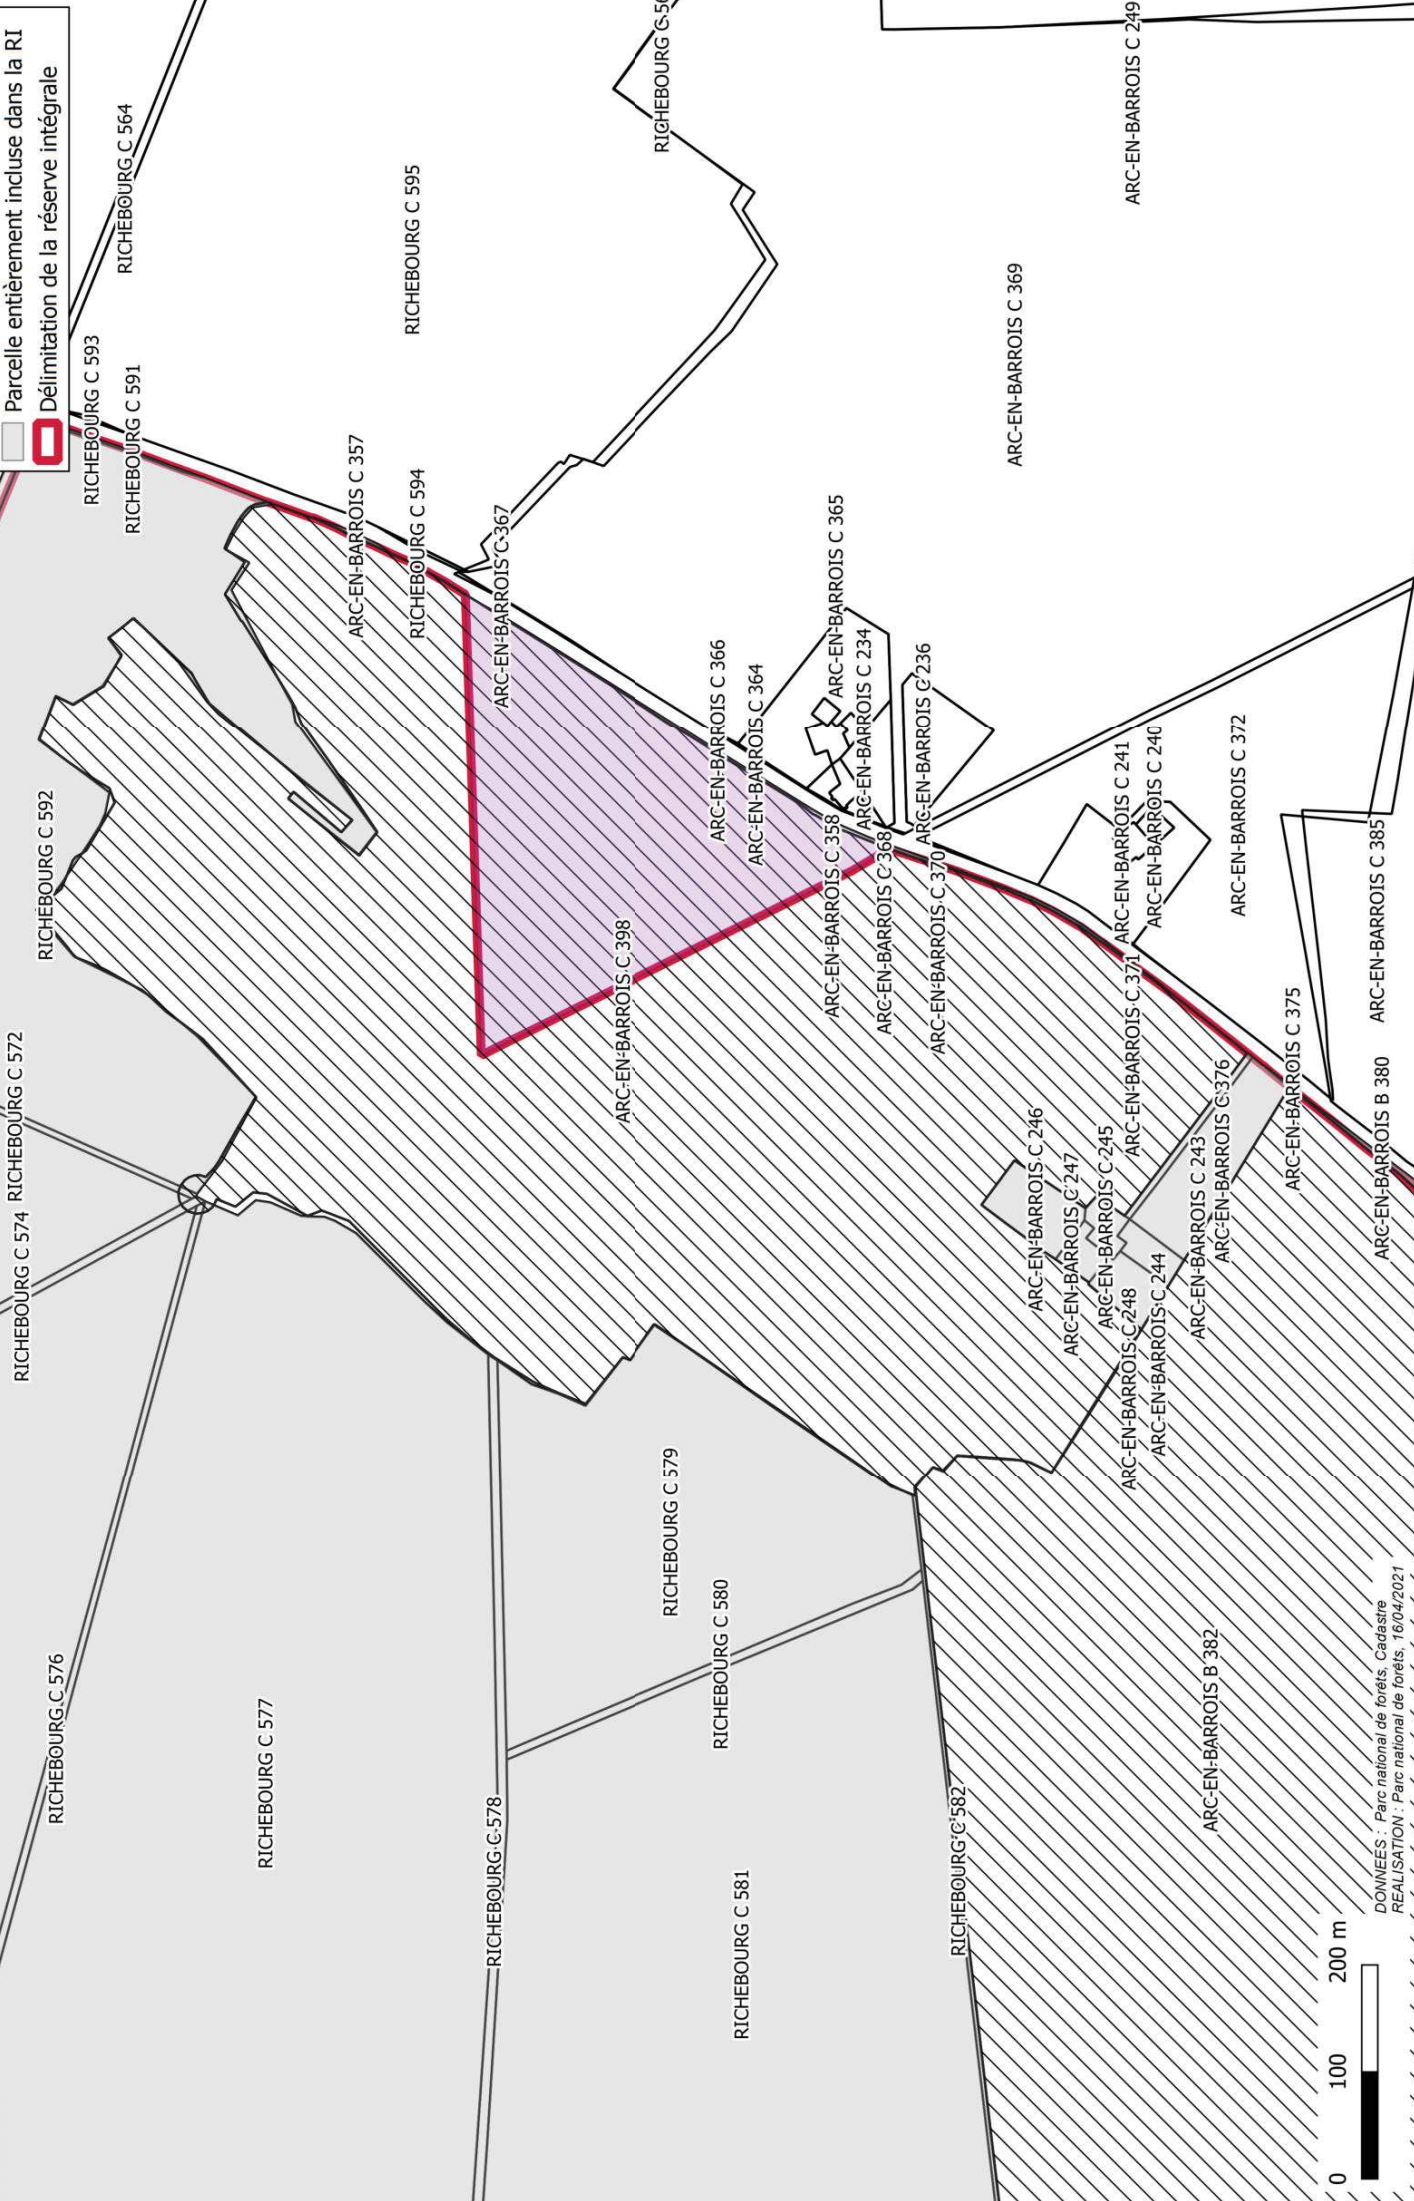 Parcelle entièrement incluse dans la RI
Délimitation de la réserve intégrale
RICHEBOURG C 564
RICHEBOURG C 593
RICHEBOURG C 591
RICHEBOURG C 595
RICHEBOURG C 592
RICHEBOURG C 572
RICHEBOURG C 574
RICHEBOURG C 576
RICHEBOURG C 577
ARC-EN-BARROIS C 357
RICHEBOURG C 594
ARC-EN-BARROIS C 367
RICHEBOURG C 578
ARC-EN-BARROIS C 398
RICHEBOURG C
RICHEBOURG C 579
RICHEBOURG C 580
RICHEBOURG C 581
ARC-EN-BARROIS C 366
ARC-EN-BARROIS C 364
ARC-EN-BARROIS C 365
ARC-EN-BARROIS C 358
ARC-EN-BARROIS C 234
ARC-EN-BARROIS C 368
ARC-EN-BARROIS C 236
ARC-EN-BARROIS C 370
RICHEBOURG C 582
ARC-EN-BARROIS C 369
ARC-EN-BARROIS C 246
ARC-EN-BARROIS C 247
ARC-EN-BARROIS C 245
ARC-EN-BARROIS C 249
ARC-EN-BARROIS C 241
ARC-EN-BARROIS C 371
ARC-EN-BARROIS C 248
ARC-EN-BARROIS C 240
ARC-EN-BARROIS C 244
ARC-EN-BARROIS C 243
ARC-EN-BARROIS C 376
ARC-EN-BARROIS B 382
ARC-EN-BARROIS C 372
ARC-EN-BARROIS C 375
ARC-EN-BARROIS C 385
ARC-EN-BARROIS B 380
0 100 200 m
DONNEES : Parc national de forêts, Cadastre
REALISATION : Parc national de forêts, 16/04/2021